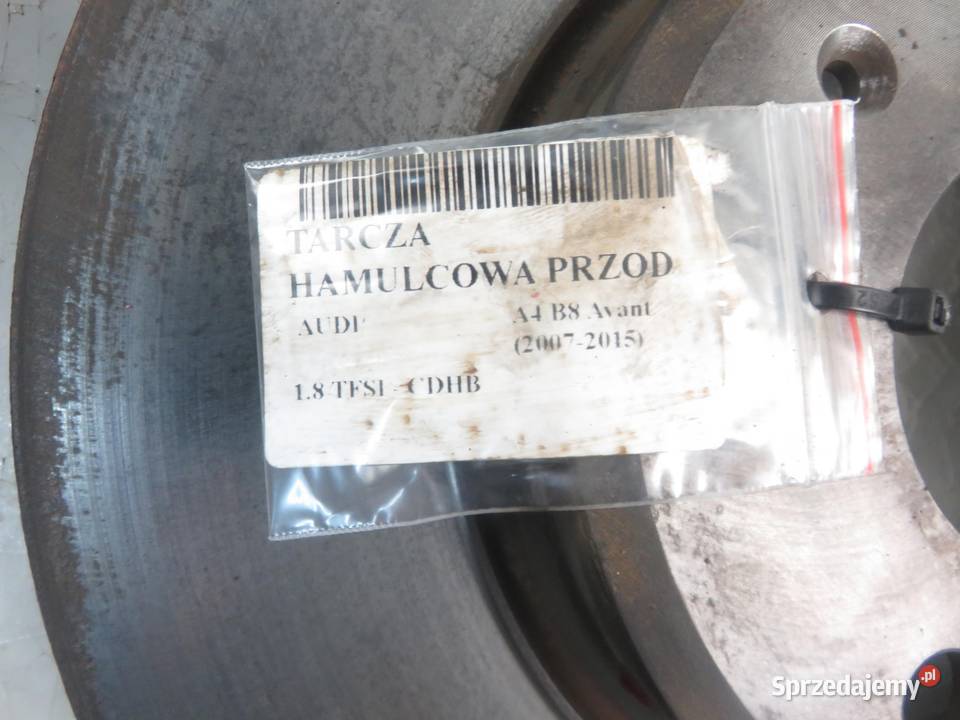 TARCZA
HAMULCOWA PRZOD
AUDI A4 B8 Avant
(2007-2015)
1.8 TFSI - CDHB
Sprzedajemy.pl